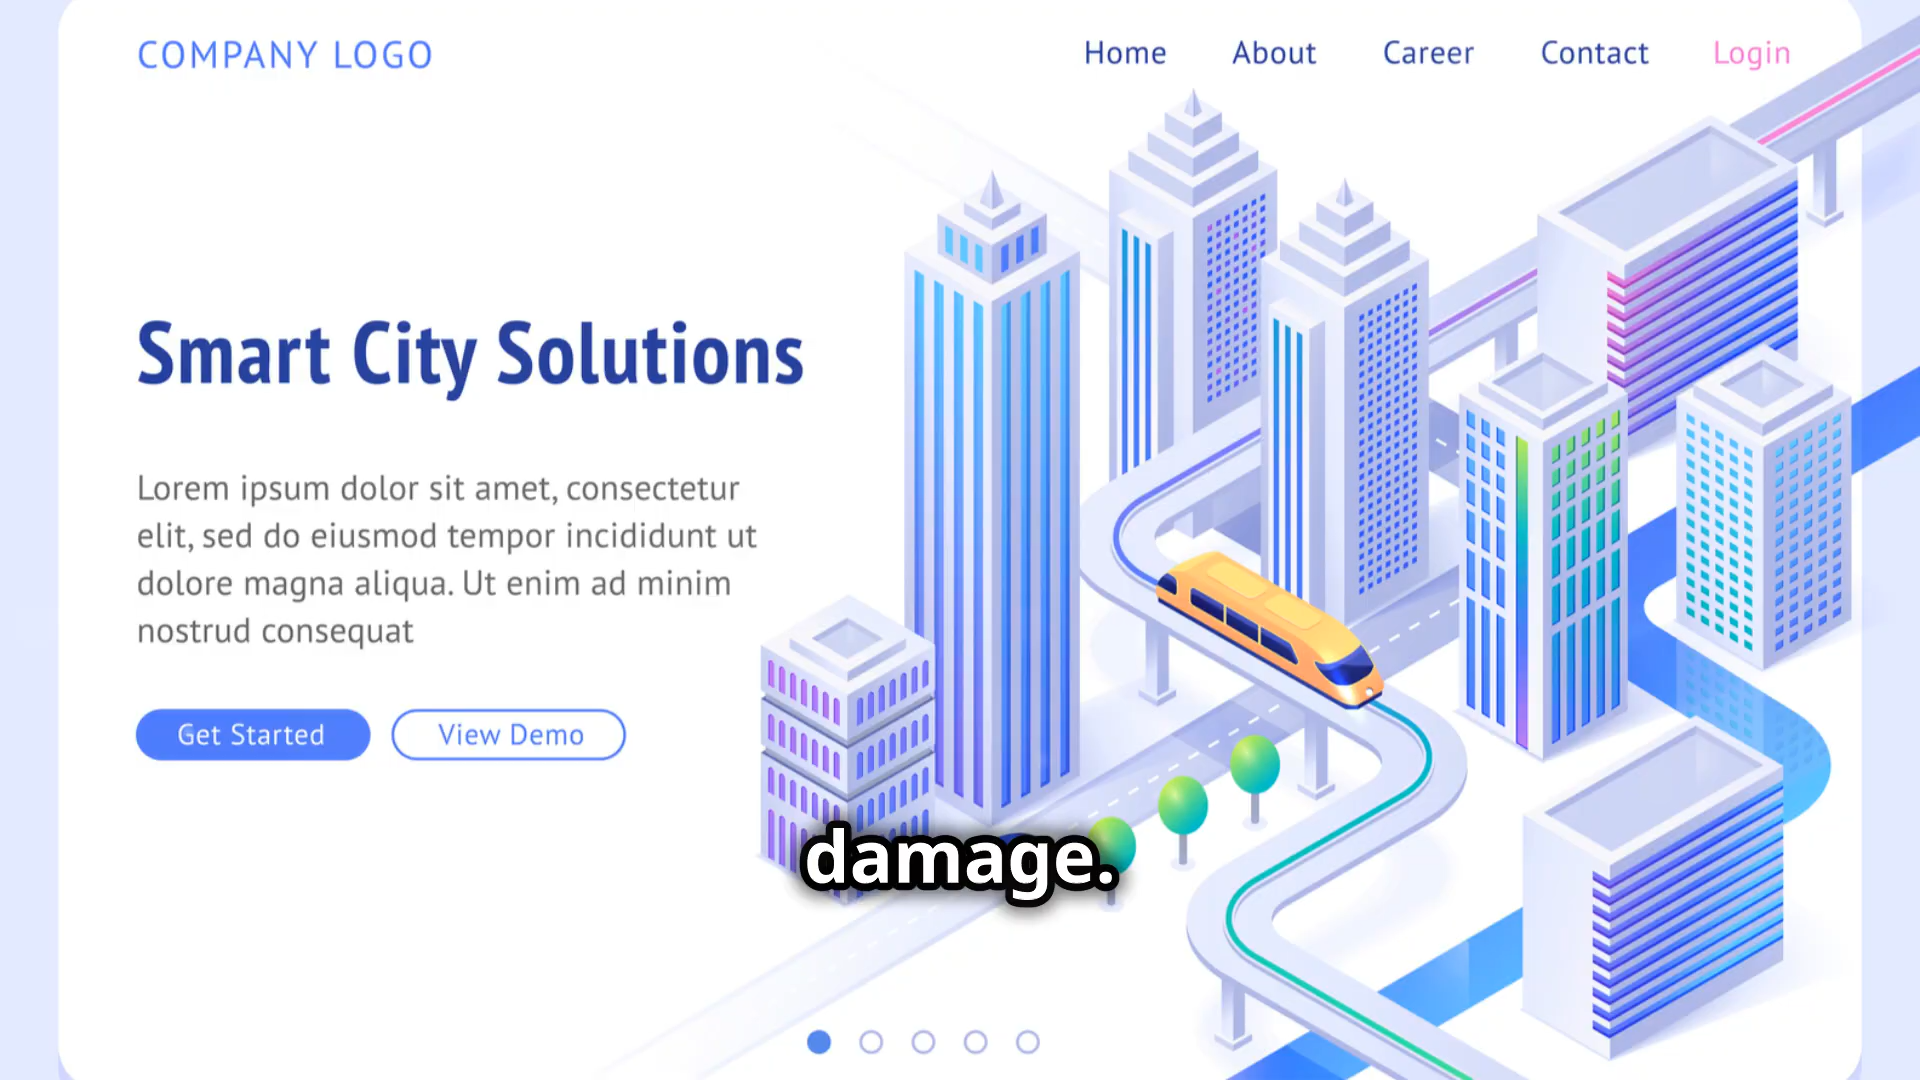 COMPANY LOGO
Home About Career Contact Login
Smart City Solutions
Lorem ipsum dolor sit amet, consectetur
elit, sed do eiusmod tempor incididunt ut
dolore magna aliqua. Ut enim ad minim
nostrud consequat
Get Started View Demo
damage.